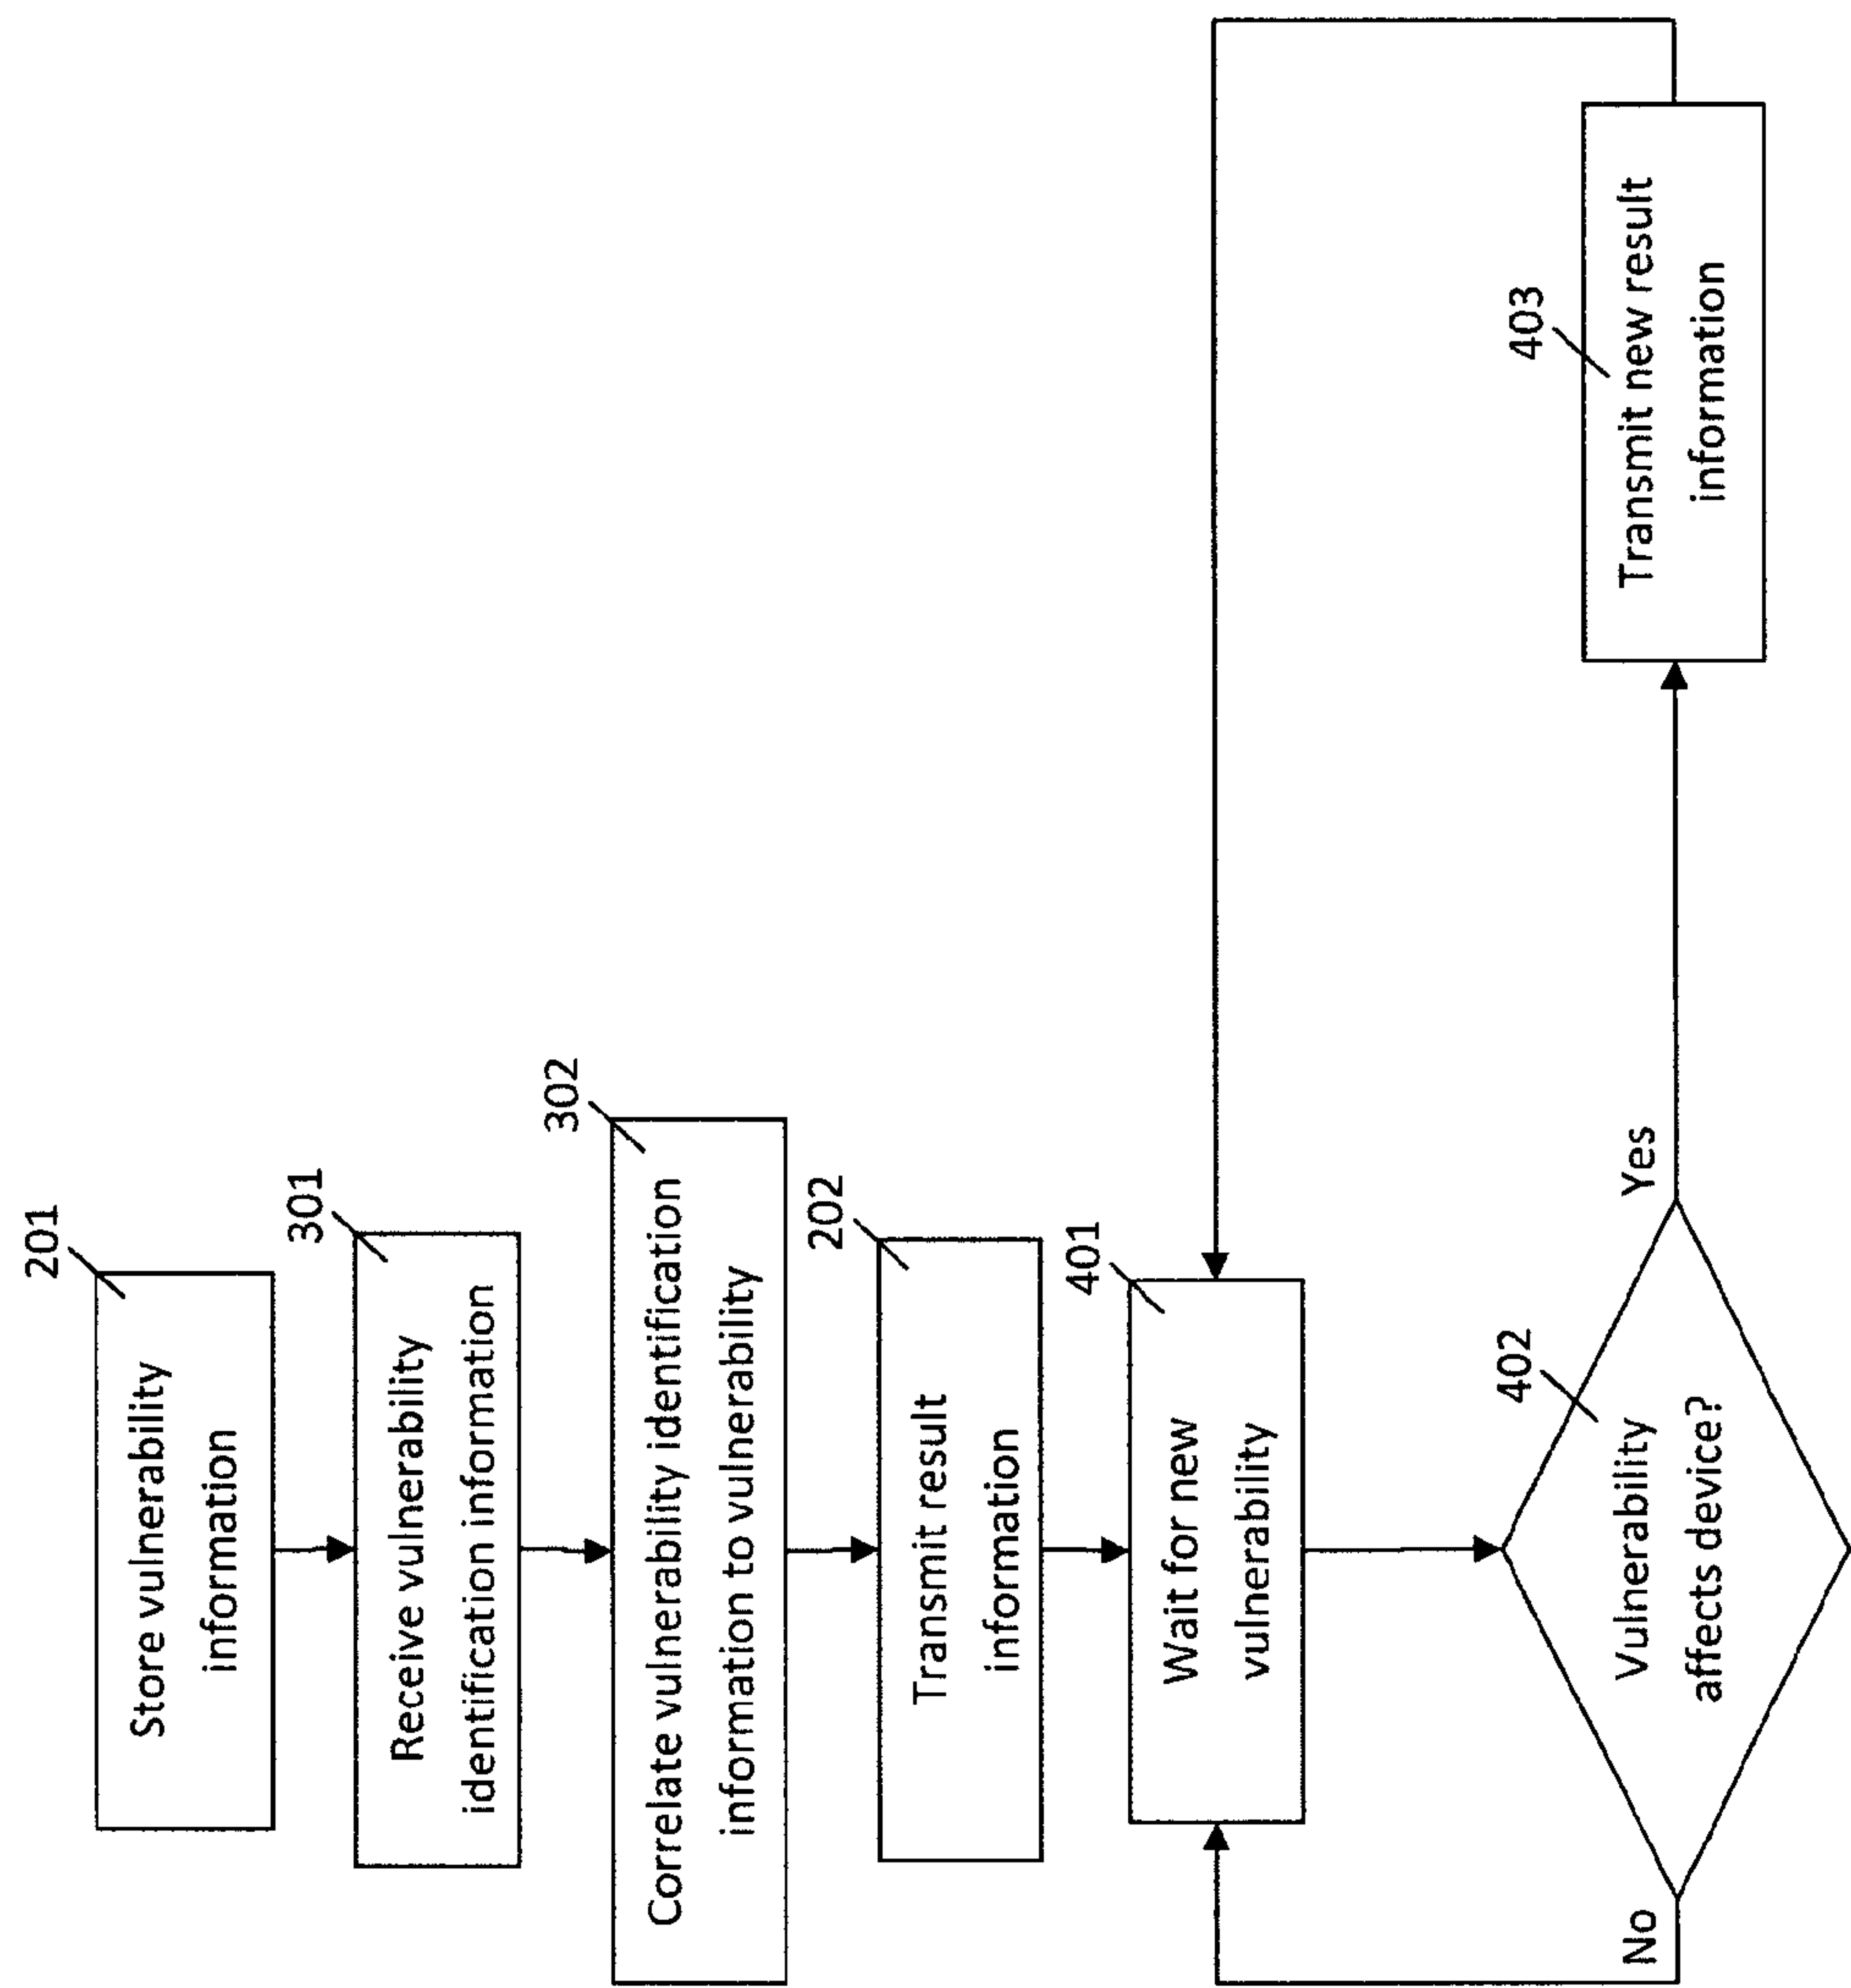 201
Store vulnerability
information
301
Receive vulnerability
identification information
302
Correlate vulnerability identification
information to vulnerability
202
Transmit result
information
401
Wait for new
vulnerability
402
Vulnerability
affects device?
No
Yes
403
Transmit new result
information